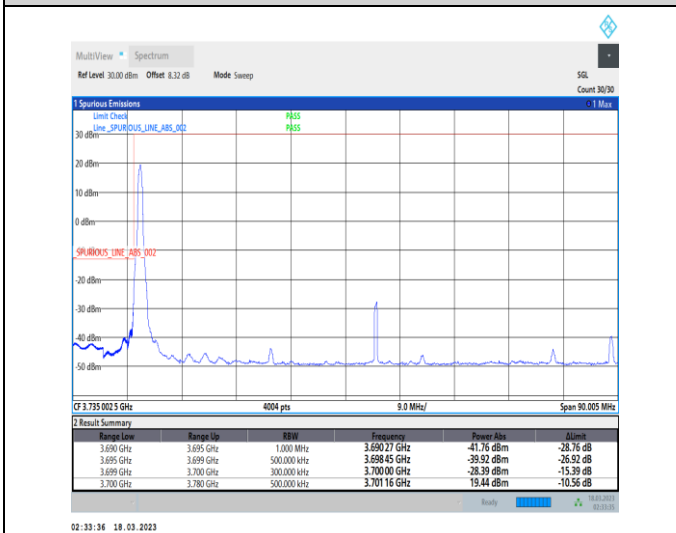 MultiView Spectrum
Ref Level 30.00 dBm Offset 8.32 dB Mode Sweep SGL
Count 30/30
1 Spurious Emissions 1 Max
Limit Check PASS
Line _SPURIOUS_LINE_ABS_002 PASS
30 dBm
20 dBm
10 dBm
0 dBm
_SPURIOUS_LINE_ABS_002
-20 dBm
-30 dBm
-40 dBm
-50 dBm
CF 3.735 002 5 GHz 4004 pts 9.0 MHz/ Span 90.005 MHz
2 Result Summary
Range Low Range Up RBW Frequency Power Abs ΔLimit
3.690 GHz 3.695 GHz 1.000 MHz 3.690 27 GHz -41.76 dBm -28.76 dB
3.695 GHz 3.699 GHz 500.000 kHz 3.698 45 GHz -39.92 dBm -26.92 dB
3.699 GHz 3.700 GHz 300.000 kHz 3.700 00 GHz -28.39 dBm -15.39 dB
3.700 GHz 3.780 GHz 500.000 kHz 3.701 16 GHz 19.44 dBm -10.56 dB
Ready 18.03.2023
02:33:35
02:33:36 18.03.2023